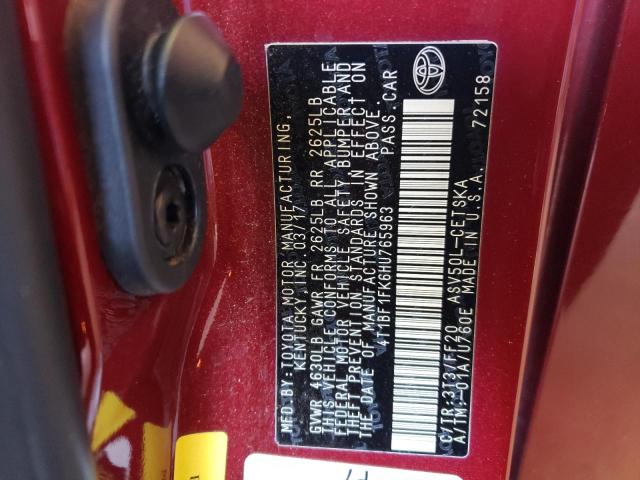 MFD. BY: TOYOTA MOTOR MANUFACTURING,
KENTUCKY, INC. 03/17
GVWR 4630LB GAWR FR 2625LB RR 2625LB
THIS VEHICLE CONFORMS TO ALL APPLICABLE
FEDERAL MOTOR VEHICLE SAFETY, BUMPER AND
THEFT PREVENTION STANDARDS IN EFFECT ON
THE DATE OF MANUFACTURE SHOWN ABOVE.
4T1BF1FK6HU765963 PASS. CAR
C/TR:3T3/FF20 ASV50L-CETSKA
A/TM:-01A/U760E MADE IN U.S.A.
72158